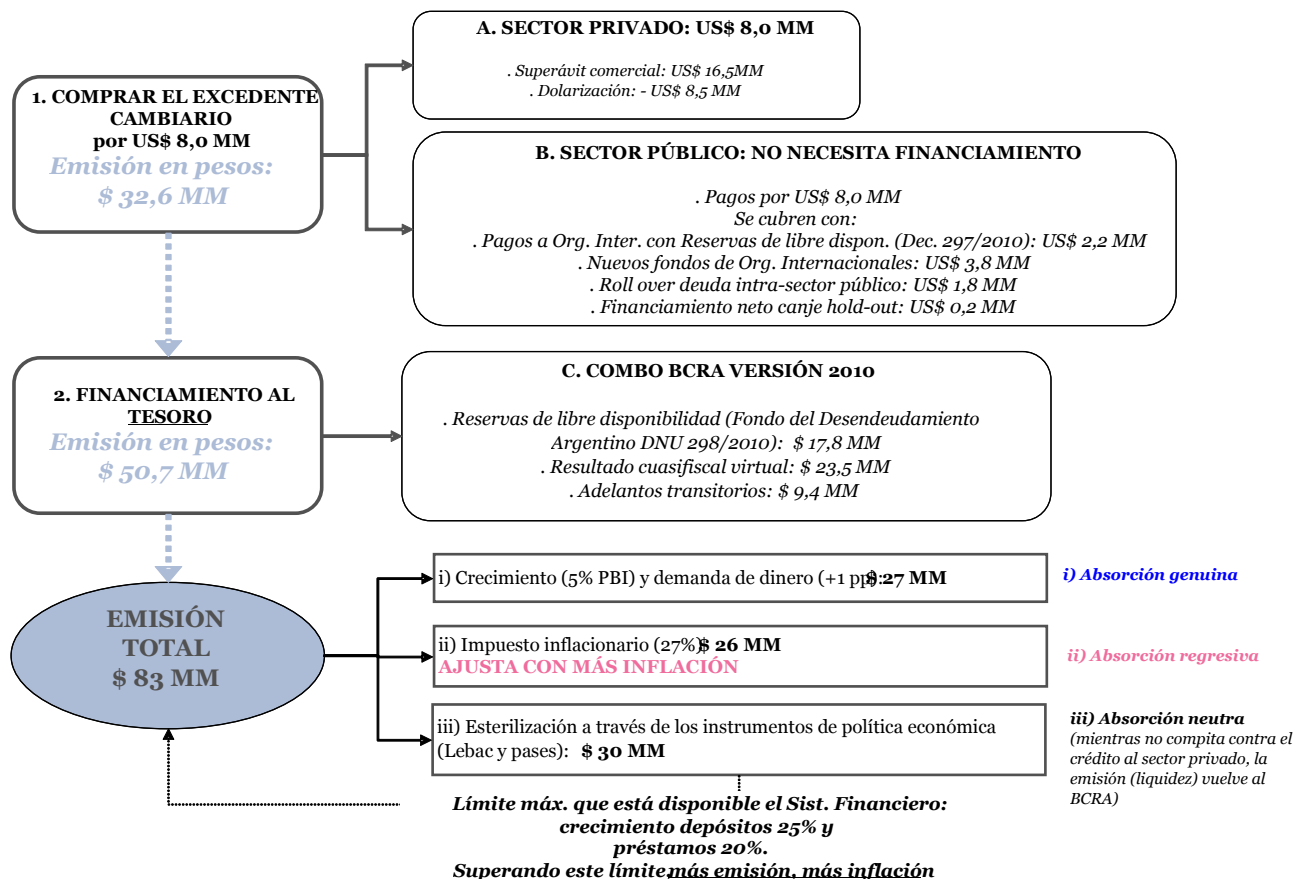 A. SECTOR PRIVADO: US$ 8,0 MM
. Superávit comercial: US$ 16,5MM
. Dolarización: - US$ 8,5 MM
1. COMPRAR EL EXCEDENTE
CAMBIARIO
por US$ 8,0 MM
Emisión en pesos:
$ 32,6 MM
B. SECTOR PÚBLICO: NO NECESITA FINANCIAMIENTO
. Pagos por US$ 8,0 MM
Se cubren con:
. Pagos a Org. Inter. con Reservas de libre dispon. (Dec. 297/2010): US$ 2,2 MM
. Nuevos fondos de Org. Internacionales: US$ 3,8 MM
. Roll over deuda intra-sector público: US$ 1,8 MM
. Financiamiento neto canje hold-out: US$ 0,2 MM
2. FINANCIAMIENTO AL
TESORO
Emisión en pesos:
$ 50,7 MM
C. COMBO BCRA VERSIÓN 2010
. Reservas de libre disponibilidad (Fondo del Desendeudamiento
Argentino DNU 298/2010): $ 17,8 MM
. Resultado cuasifiscal virtual: $ 23,5 MM
. Adelantos transitorios: $ 9,4 MM
EMISIÓN
TOTAL
$ 83 MM
i) Crecimiento (5% PBI) y demanda de dinero (+1 pp): $ 27 MM
i) Absorción genuina
ii) Impuesto inflacionario (27%) $ 26 MM
AJUSTA CON MÁS INFLACIÓN
ii) Absorción regresiva
iii) Esterilización a través de los instrumentos de política económica
(Lebac y pases): $ 30 MM
iii) Absorción neutra
(mientras no compita contra el
crédito al sector privado, la
emisión (liquidez) vuelve al
BCRA)
Límite máx. que está disponible el Sist. Financiero:
crecimiento depósitos 25% y
préstamos 20%.
Superando este límite,más emisión, más inflación